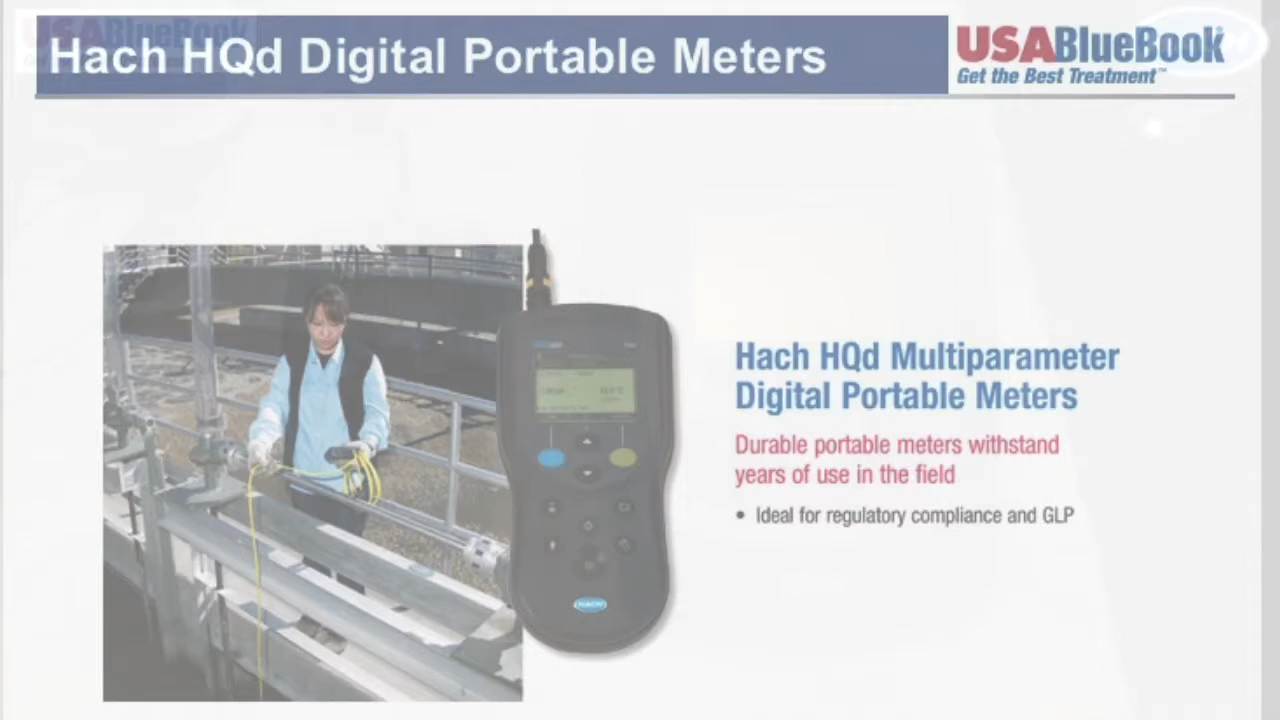 Hach HQd Digital Portable Meters
USABlueBook
Get the Best Treatment™
Hach HQd Multiparameter
Digital Portable Meters
Durable portable meters withstand
years of use in the field
• Ideal for regulatory compliance and GLP
HACH